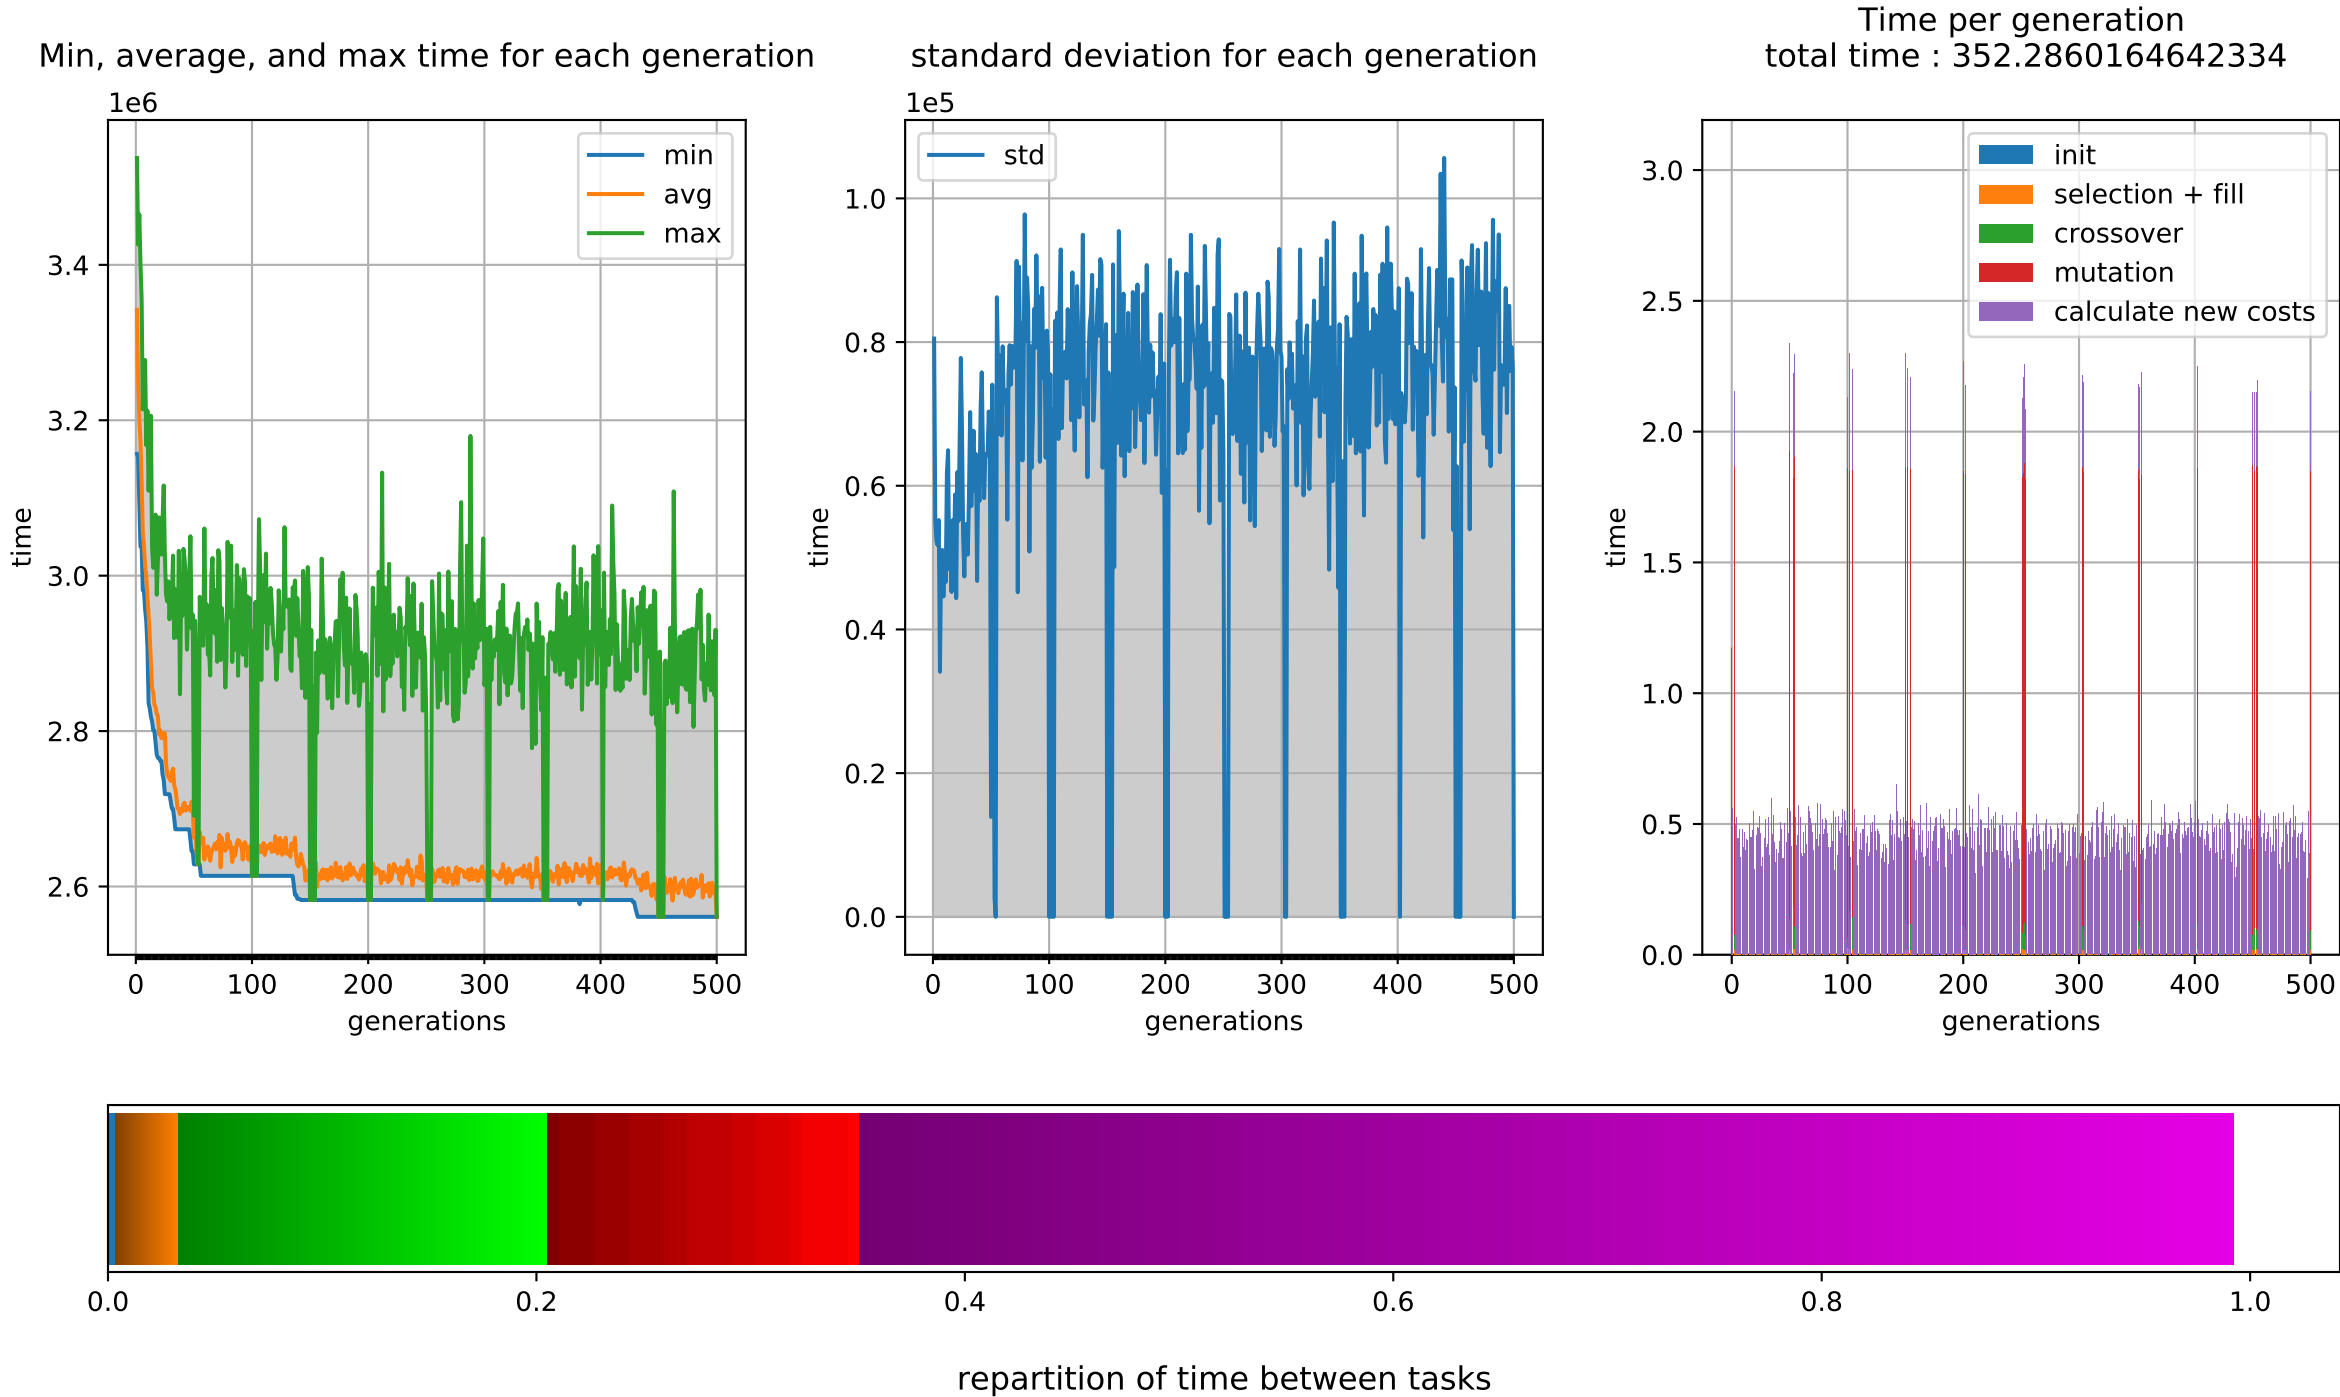 Min, average, and max time for each generation
1e6
min
avg
max
3.4
3.2
3.0
2.8
2.6
time
0 100 200 300 400 500
generations
standard deviation for each generation
1e5
std
1.0
0.8
0.6
0.4
0.2
0.0
time
0 100 200 300 400 500
generations
Time per generation
total time : 352.2860164642334
init
selection + fill
crossover
mutation
calculate new costs
3.0
2.5
2.0
1.5
1.0
0.5
0.0
time
0 100 200 300 400 500
generations
0.0 0.2 0.4 0.6 0.8 1.0
repartition of time between tasks